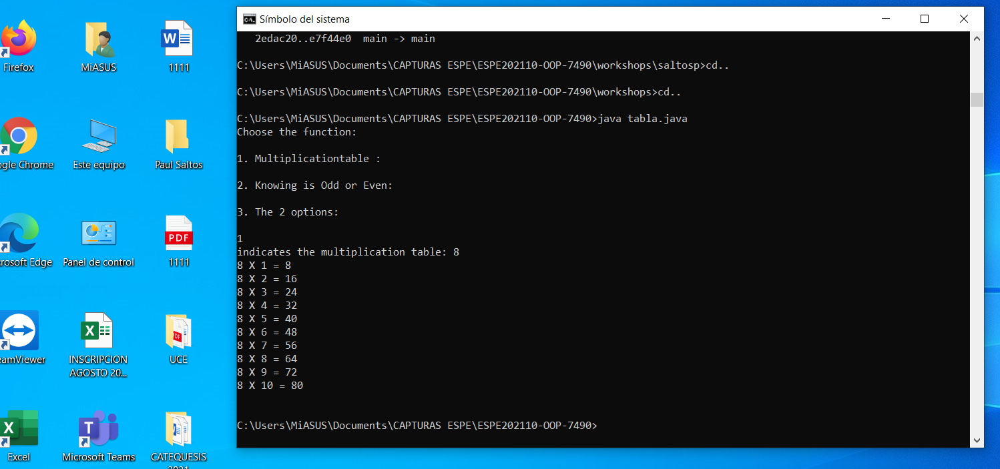 Firefox
MiASUS
1111
ogle Chrome
Este equipo
Paul Saltos
PDF
crosoft Edge
Panel de control
1111
PDF
eamViewer
INSCRIPCION
AGOSTO 20...
UCE
Excel
Microsoft Teams
CATEQUESIS
2021
Símbolo del sistema
2edac20..e7f44e0  main -> main
C:\Users\MiASUS\Documents\CAPTURAS ESPE\ESPE202110-OOP-7490\workshops\saltosp>cd..
C:\Users\MiASUS\Documents\CAPTURAS ESPE\ESPE202110-OOP-7490\workshops>cd..
C:\Users\MiASUS\Documents\CAPTURAS ESPE\ESPE202110-OOP-7490>java tabla.java
Choose the function:
1. Multiplicationtable :
2. Knowing is Odd or Even:
3. The 2 options:
1
indicates the multiplication table: 8
8 X 1 = 8
8 X 2 = 16
8 X 3 = 24
8 X 4 = 32
8 X 5 = 40
8 X 6 = 48
8 X 7 = 56
8 X 8 = 64
8 X 9 = 72
8 X 10 = 80
C:\Users\MiASUS\Documents\CAPTURAS ESPE\ESPE202110-OOP-7490>